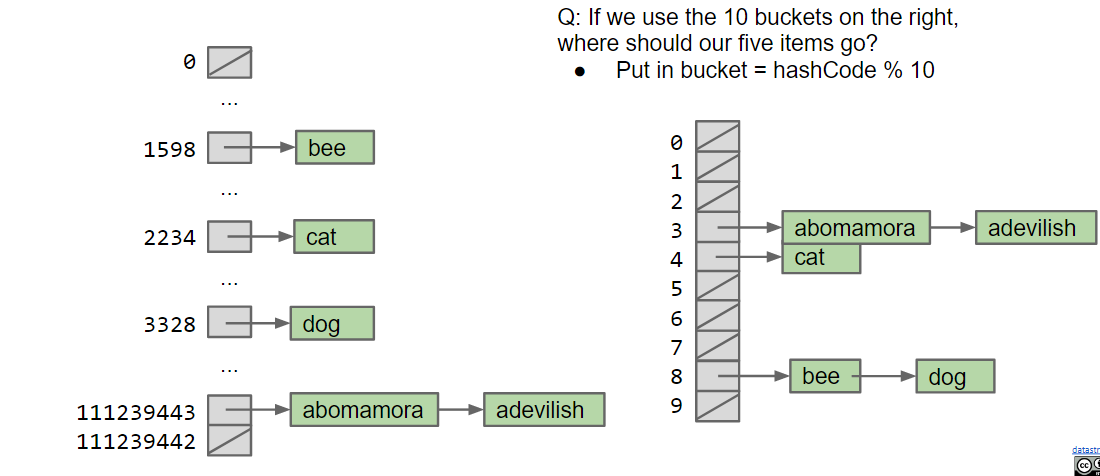 Q: If we use the 10 buckets on the right,
where should our five items go?
● Put in bucket = hashCode % 10
0
...
1598 bee
...
2234 cat
...
3328 dog
...
111239443 abomamora adevilish
111239442
0
1
2
3 abomamora adevilish
4 cat
5
6
7
8 bee dog
9
datastr
cc